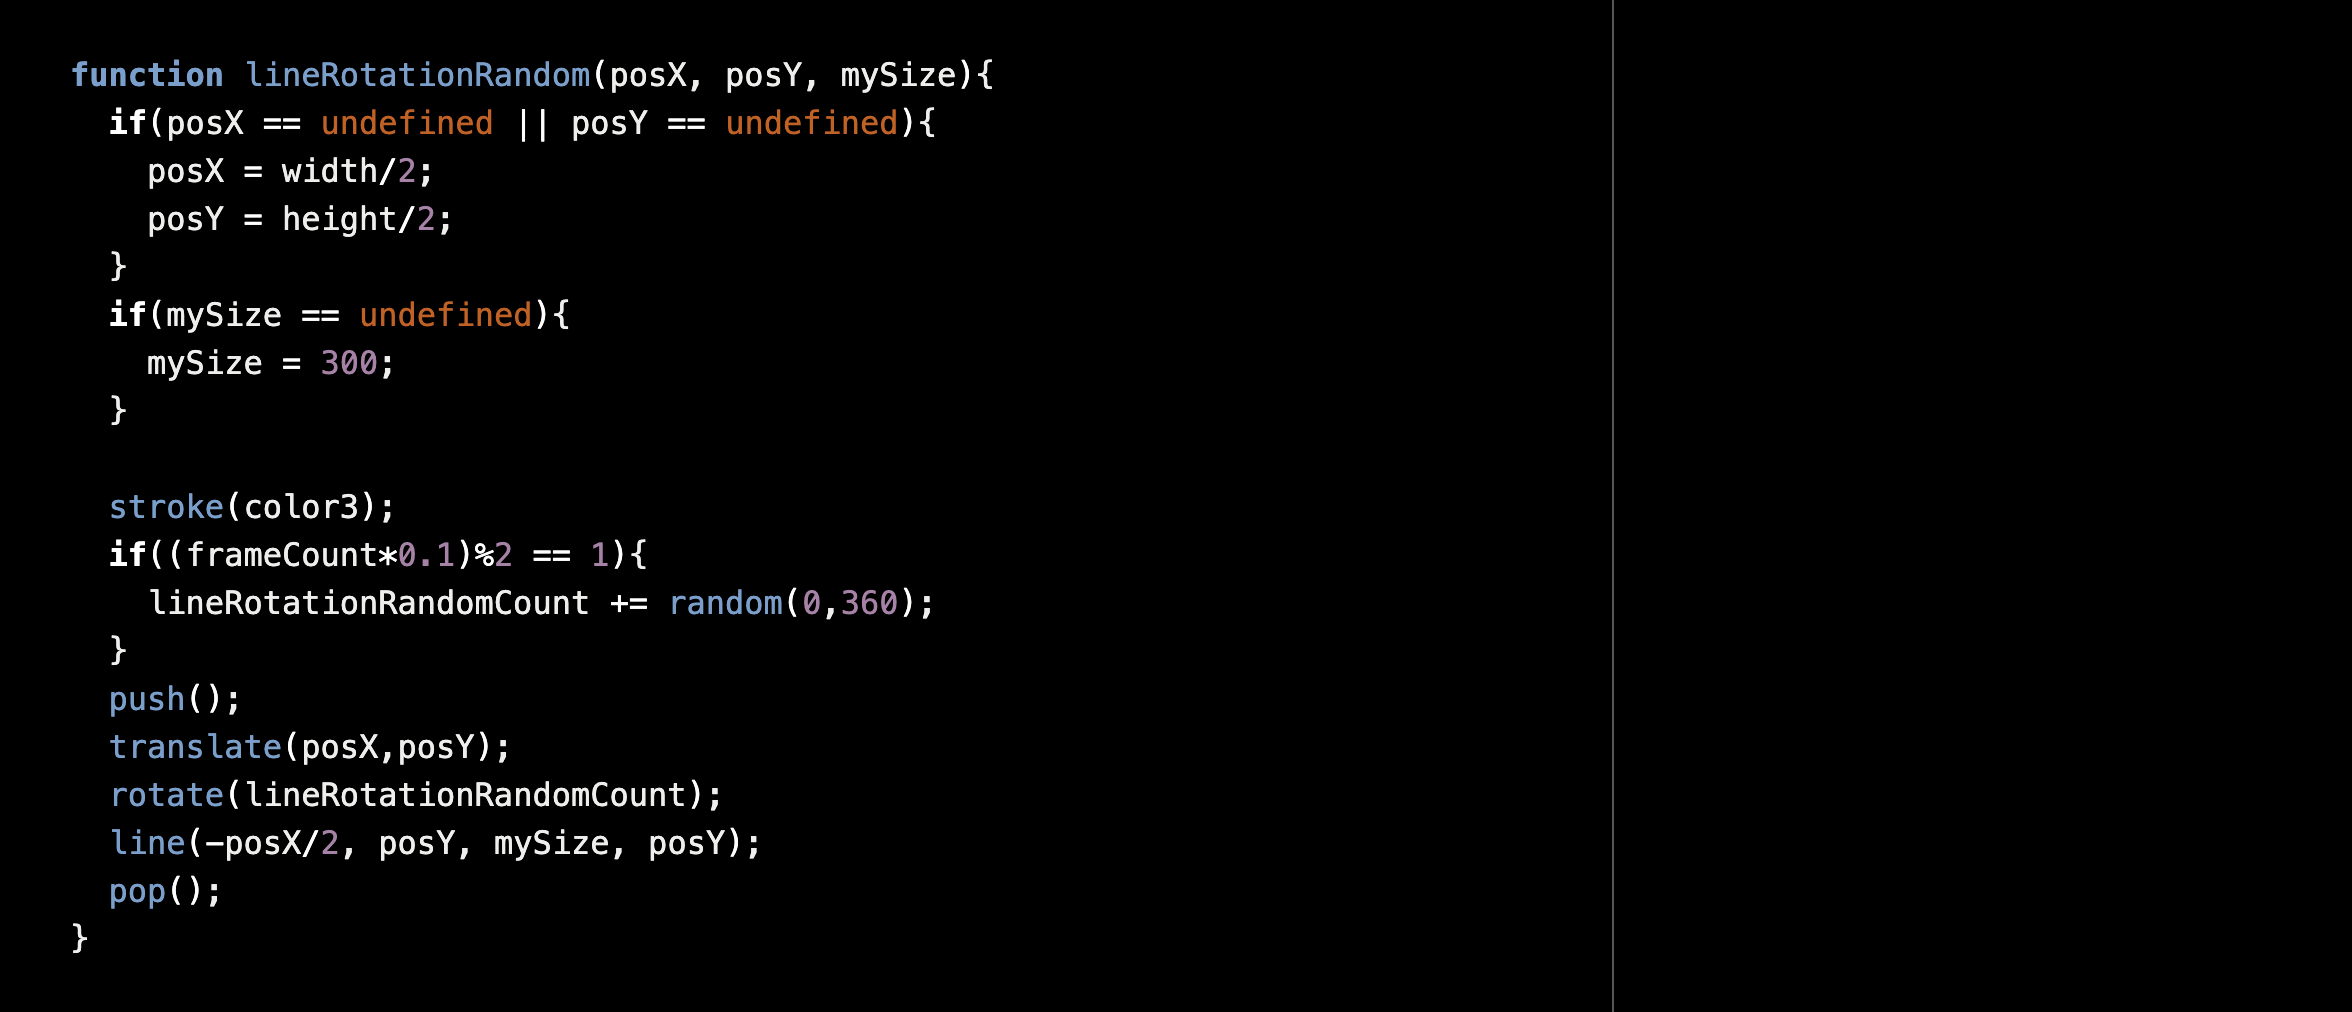 function lineRotationRandom(posX, posY, mySize){
  if(posX == undefined || posY == undefined){
    posX = width/2;
    posY = height/2;
  }
  if(mySize == undefined){
    mySize = 300;
  }

  stroke(color3);
  if((frameCount*0.1)%2 == 1){
    lineRotationRandomCount += random(0,360);
  }
  push();
  translate(posX,posY);
  rotate(lineRotationRandomCount);
  line(-posX/2, posY, mySize, posY);
  pop();
}